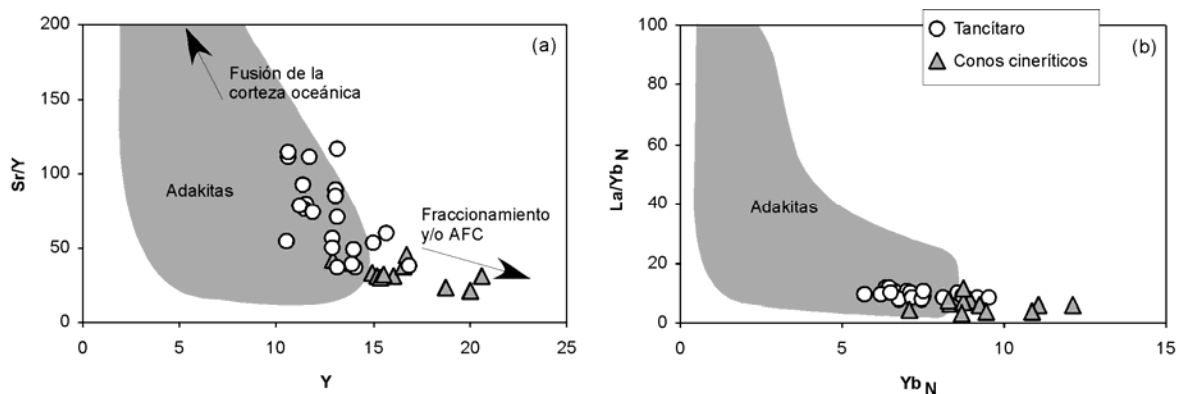 200
150
100
50
0
Sr/Y
(a)
Fusión de la
corteza oceánica
Adakitas
Fraccionamiento
y/o AFC
0 5 10 15 20 25
Y
100
80
60
40
20
0
La/Yb N
(b)
Tancítaro
Conos cineríticos
Adakitas
0 5 10 15
Yb N